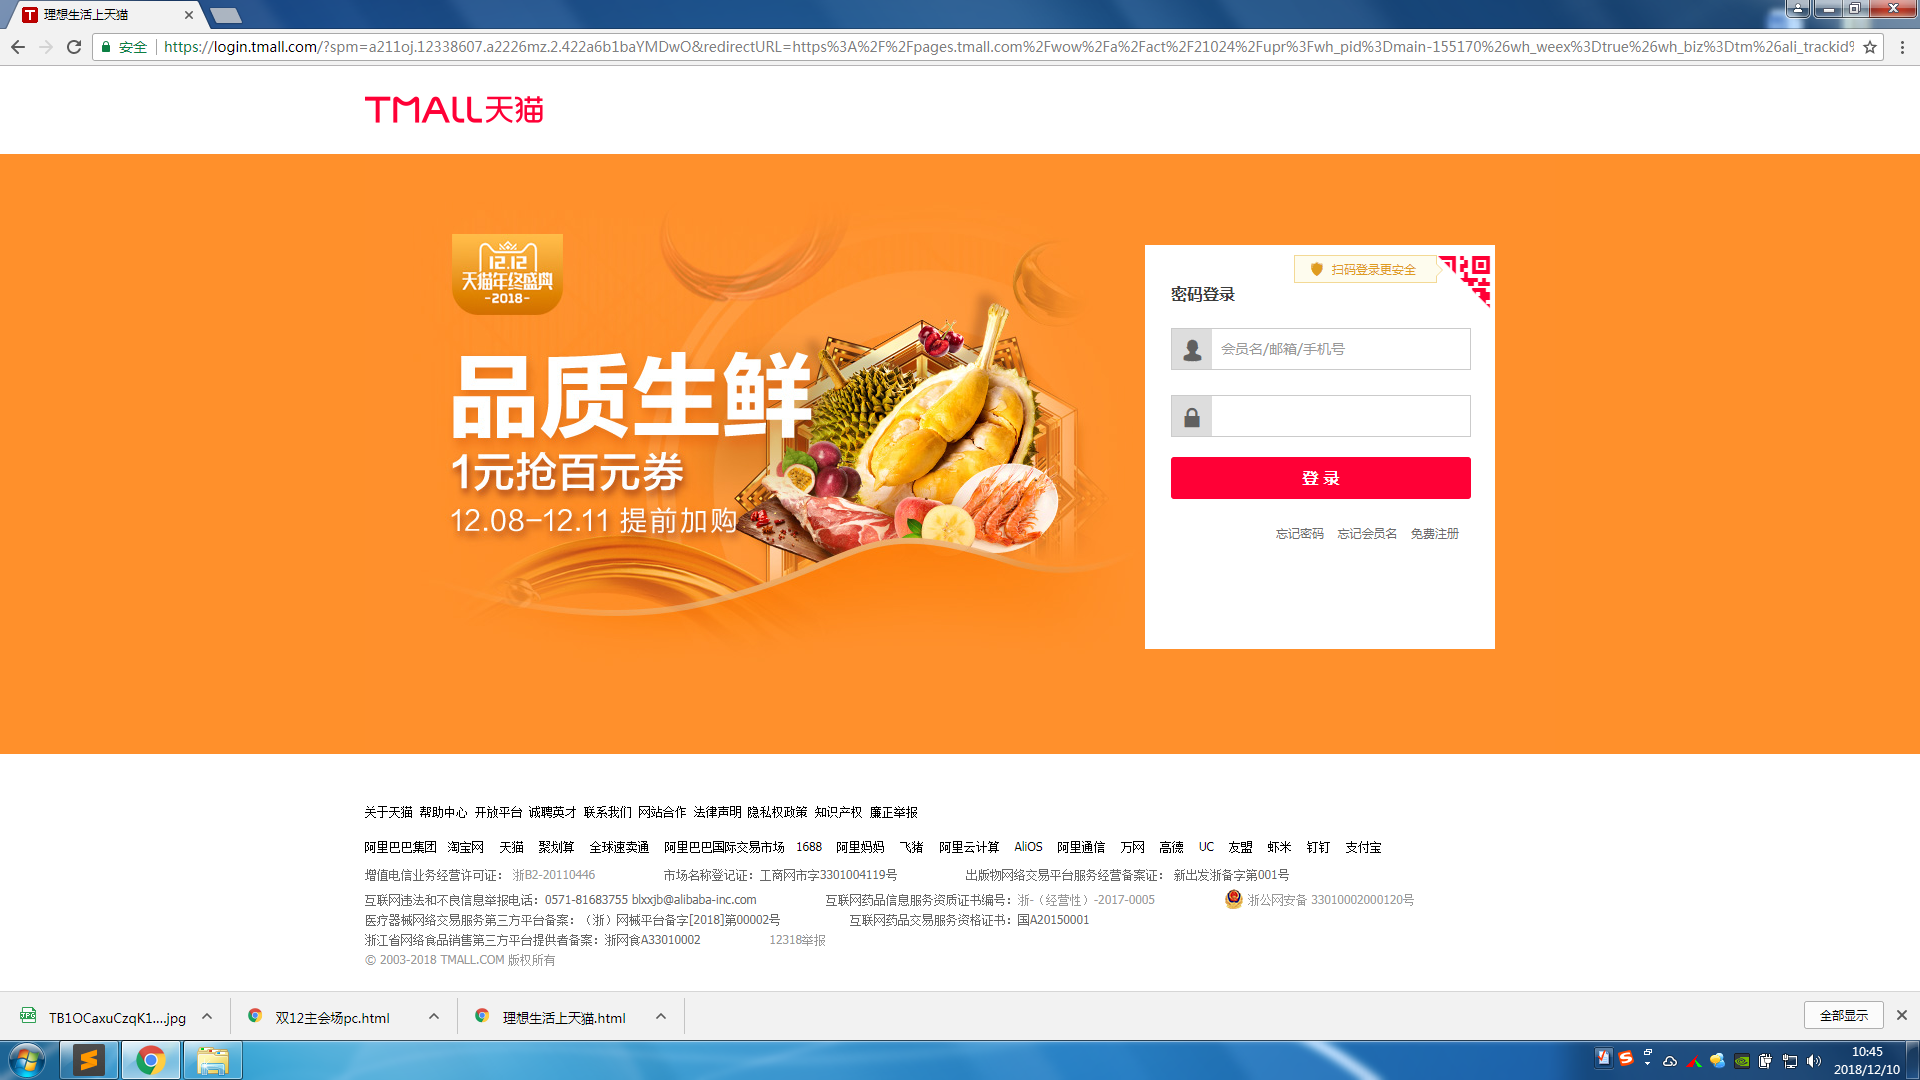 理想生活上天猫
安全 https://login.tmall.com/?spm=a211oj.12338607.a2226mz.2.422a6b1baYMDwO&redirectURL=https%3A%2F%2Fpages.tmall.com%2Fwow%2Fa%2Fact%2F21024%2Fupr%3Fwh_pid%3Dmain-155170%26wh_weex%3Dtrue%26wh_biz%3Dtm%26ali_trackid%
TMALL天猫
12.12
天猫年终盛典
-2018-
品质生鲜
1元抢百元券
12.08-12.11 提前加购
扫码登录更安全
密码登录
会员名/邮箱/手机号
登 录
忘记密码 忘记会员名 免费注册
关于天猫 帮助中心 开放平台 诚聘英才 联系我们 网站合作 法律声明 隐私权政策 知识产权 廉正举报
阿里巴巴集团 淘宝网 天猫 聚划算 全球速卖通 阿里巴巴国际交易市场 1688 阿里妈妈 飞猪 阿里云计算 AliOS 阿里通信 万网 高德 UC 友盟 虾米 钉钉 支付宝
增值电信业务经营许可证： 浙B2-20110446 市场名称登记证：工商网市字3301004119号 出版物网络交易平台服务经营备案证： 新出发浙备字第001号
互联网违法和不良信息举报电话：0571-81683755 blxxjb@alibaba-inc.com 互联网药品信息服务资质证书编号：浙-（经营性）-2017-0005 浙公网安备 33010002000120号
医疗器械网络交易服务第三方平台备案：（浙）网械平台备字[2018]第00002号 互联网药品交易服务资格证书：国A20150001
浙江省网络食品销售第三方平台提供者备案：浙网食A33010002 12318举报
© 2003-2018 TMALL.COM 版权所有
TB1OCaxuCzqK1....jpg 双12主会场pc.html 理想生活上天猫.html 全部显示
10:45
2018/12/10